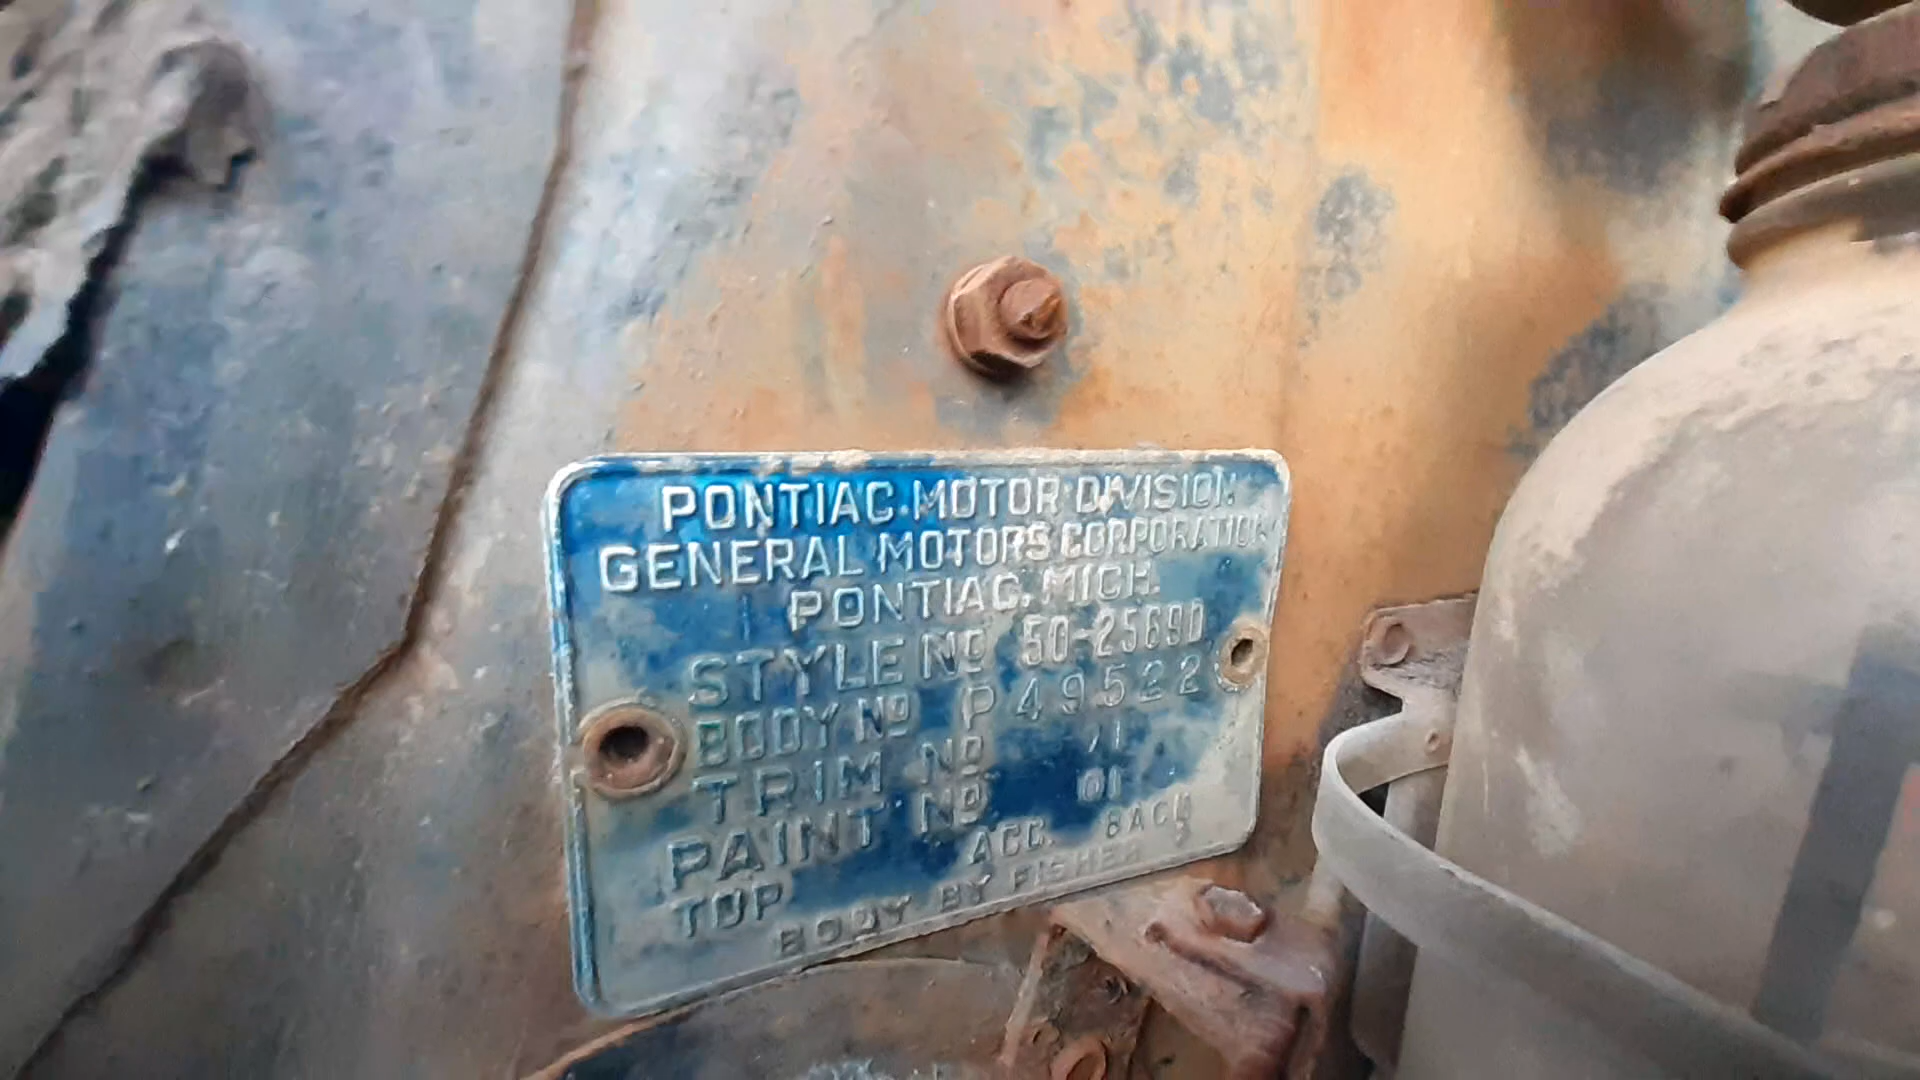 PONTIAC MOTOR DIVISION
GENERAL MOTORS CORPORATION
PONTIAC, MICH.
STYLE Nº 50-2569D
BODY Nº P49522
TRIM Nº 71
PAINT Nº 01
TOP ACC. BACU
BODY BY FISHER